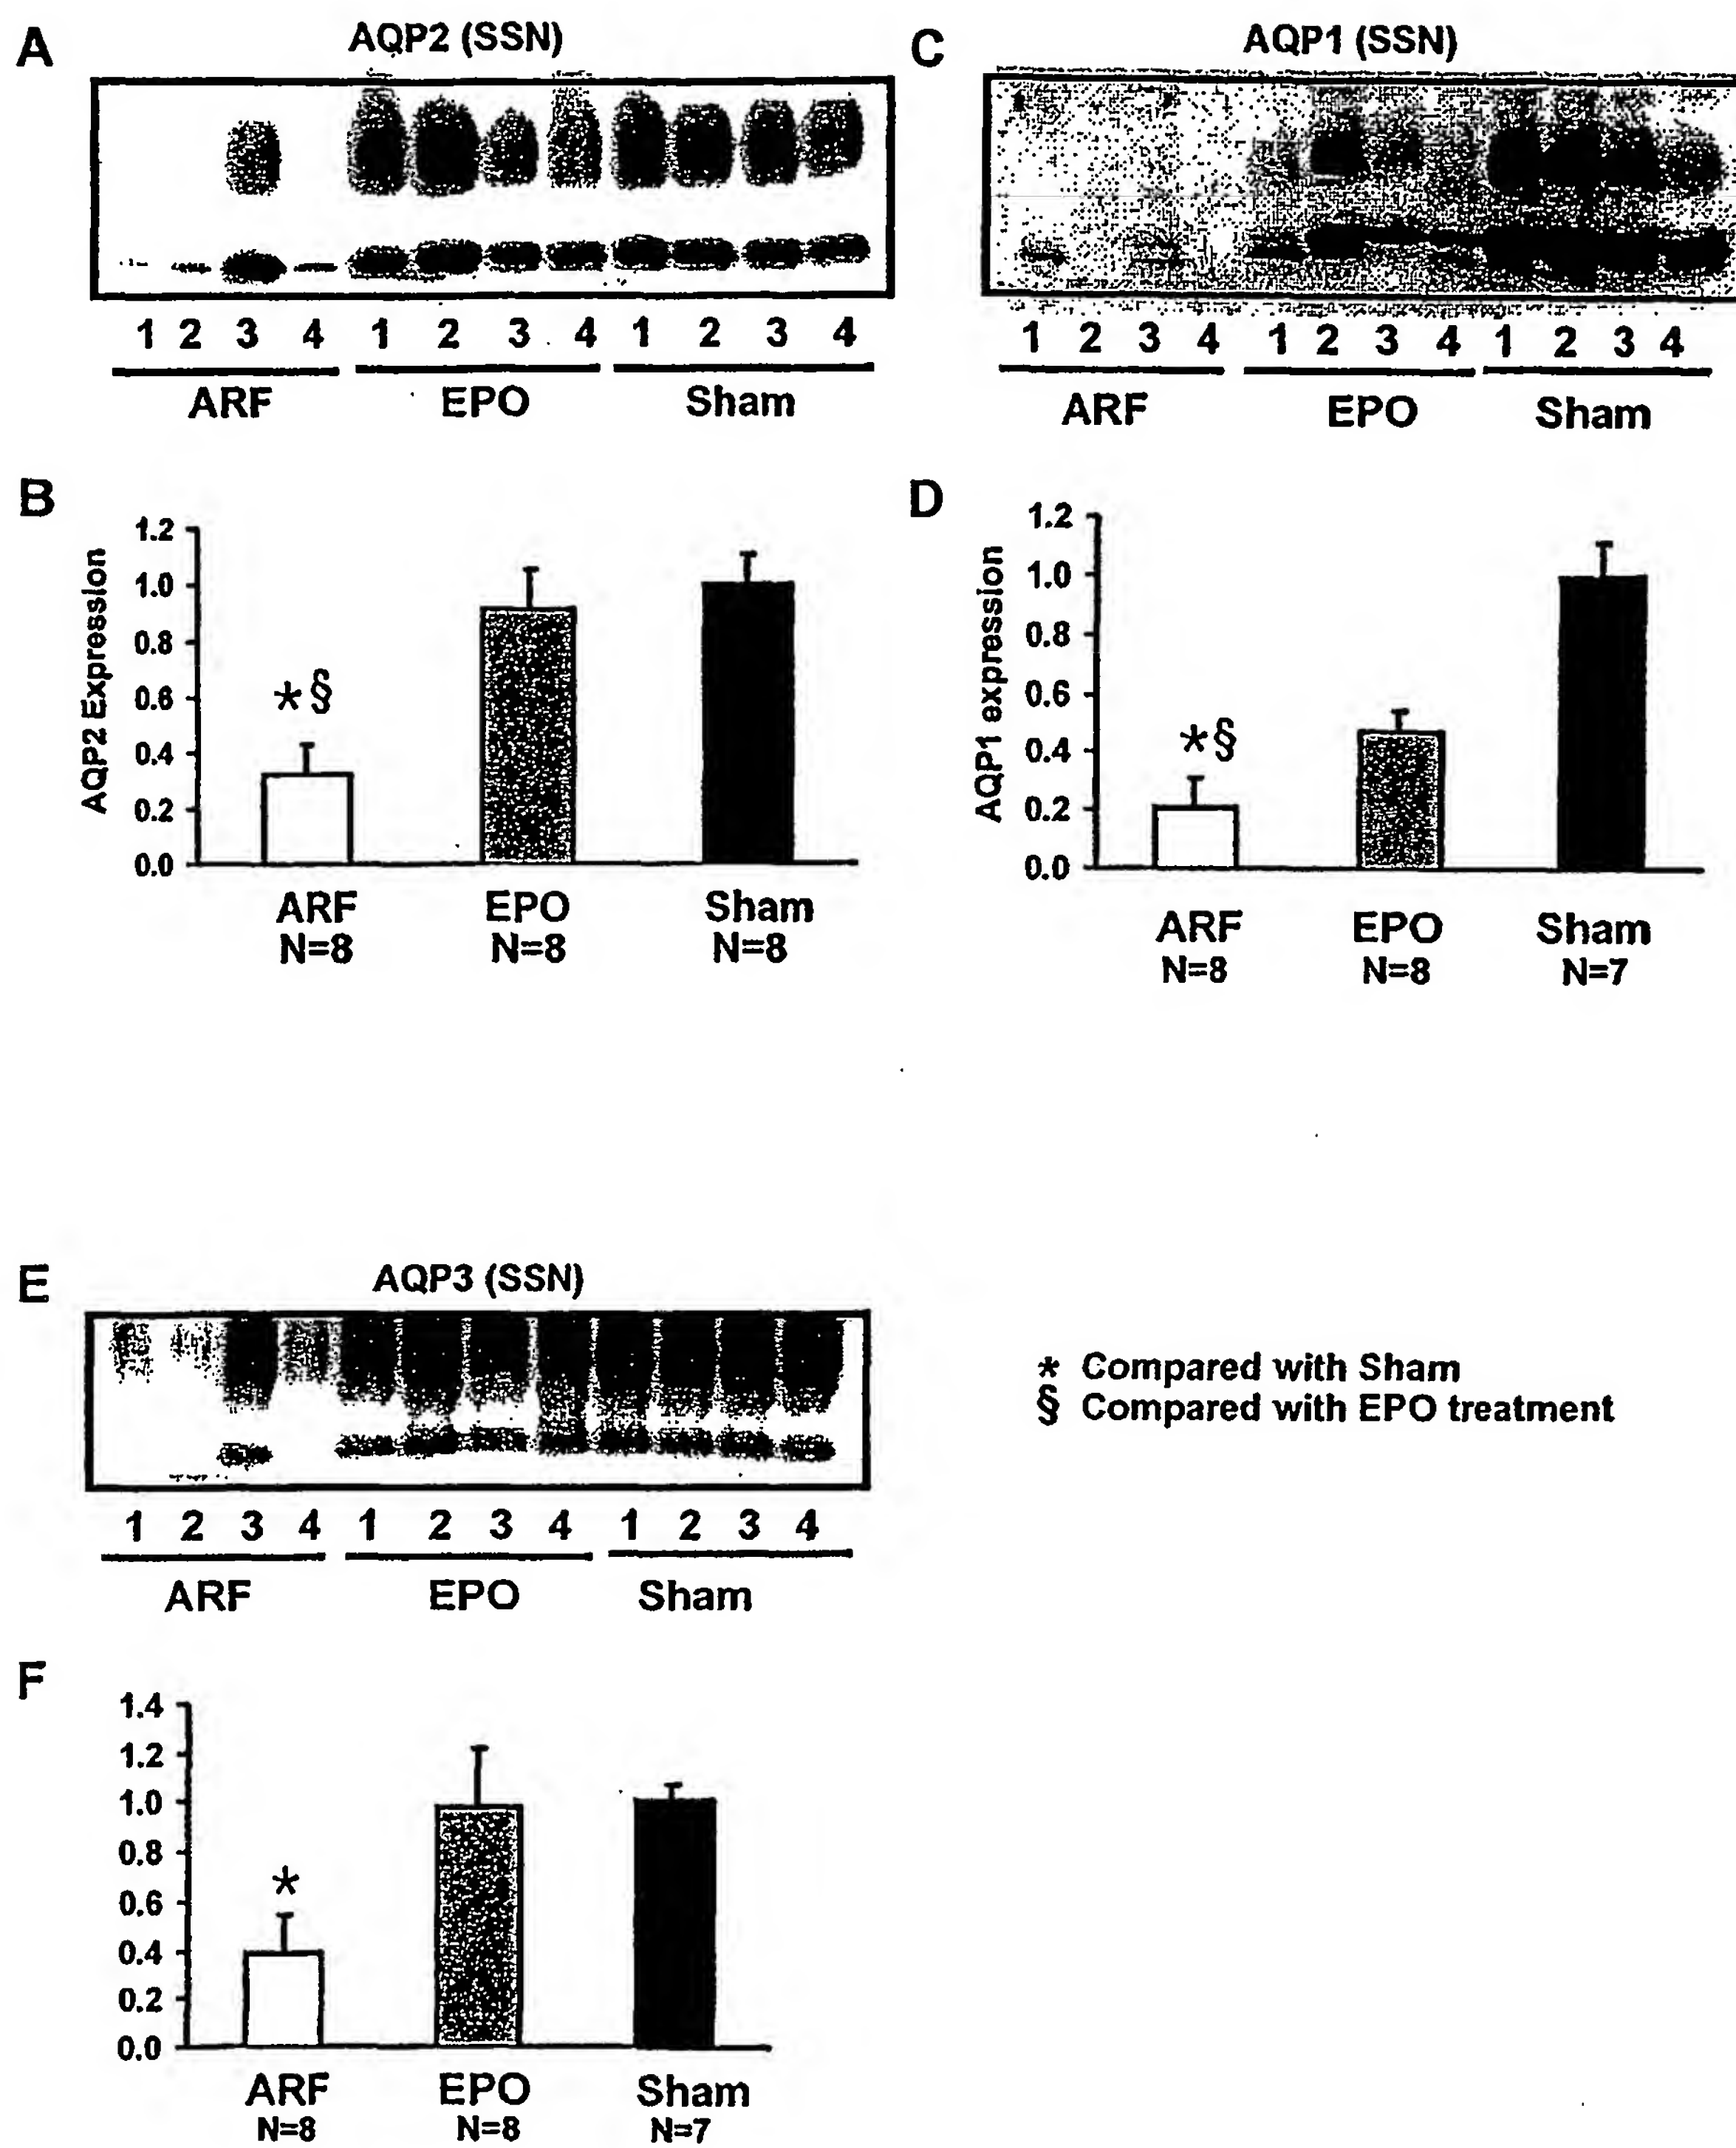 A
AQP2 (SSN)
1 2 3 4 1 2 3 4 1 2 3 4
ARF EPO Sham
C
AQP1 (SSN)
1 2 3 4 1 2 3 4 1 2 3 4
ARF EPO Sham
B
AQP2 Expression
1.2
1.0
0.8
0.6
0.4
0.2
0.0
*§
ARF EPO Sham
N=8 N=8 N=8
D
AQP1 expression
1.2
1.0
0.8
0.6
0.4
0.2
0.0
*§
ARF EPO Sham
N=8 N=8 N=7
E
AQP3 (SSN)
1 2 3 4 1 2 3 4 1 2 3 4
ARF EPO Sham
* Compared with Sham
§ Compared with EPO treatment
F
1.4
1.2
1.0
0.8
0.6
0.4
0.2
0.0
*
ARF EPO Sham
N=8 N=8 N=7